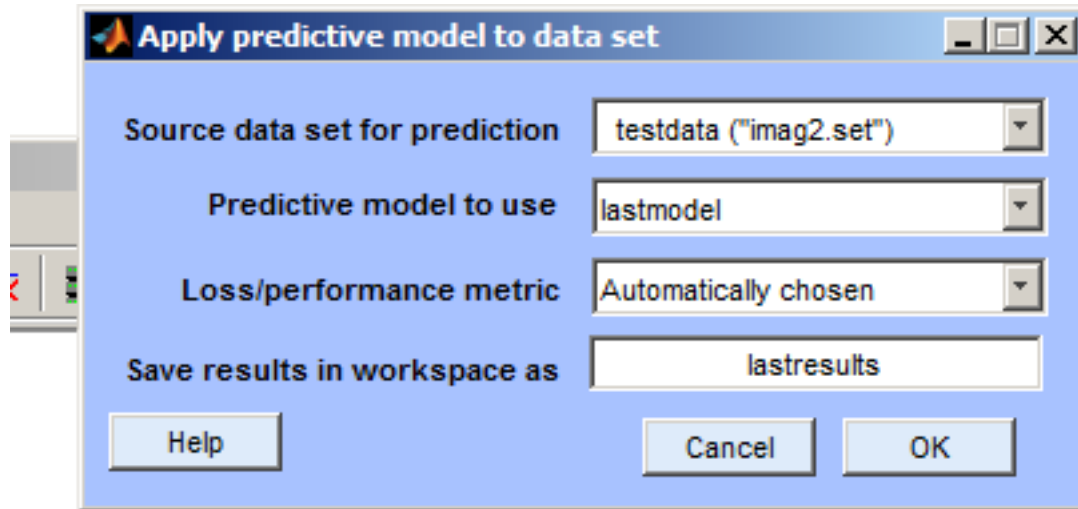 Apply predictive model to data set
Source data set for prediction testdata ("imag2.set")
Predictive model to use lastmodel
Loss/performance metric Automatically chosen
Save results in workspace as lastresults
Help Cancel OK